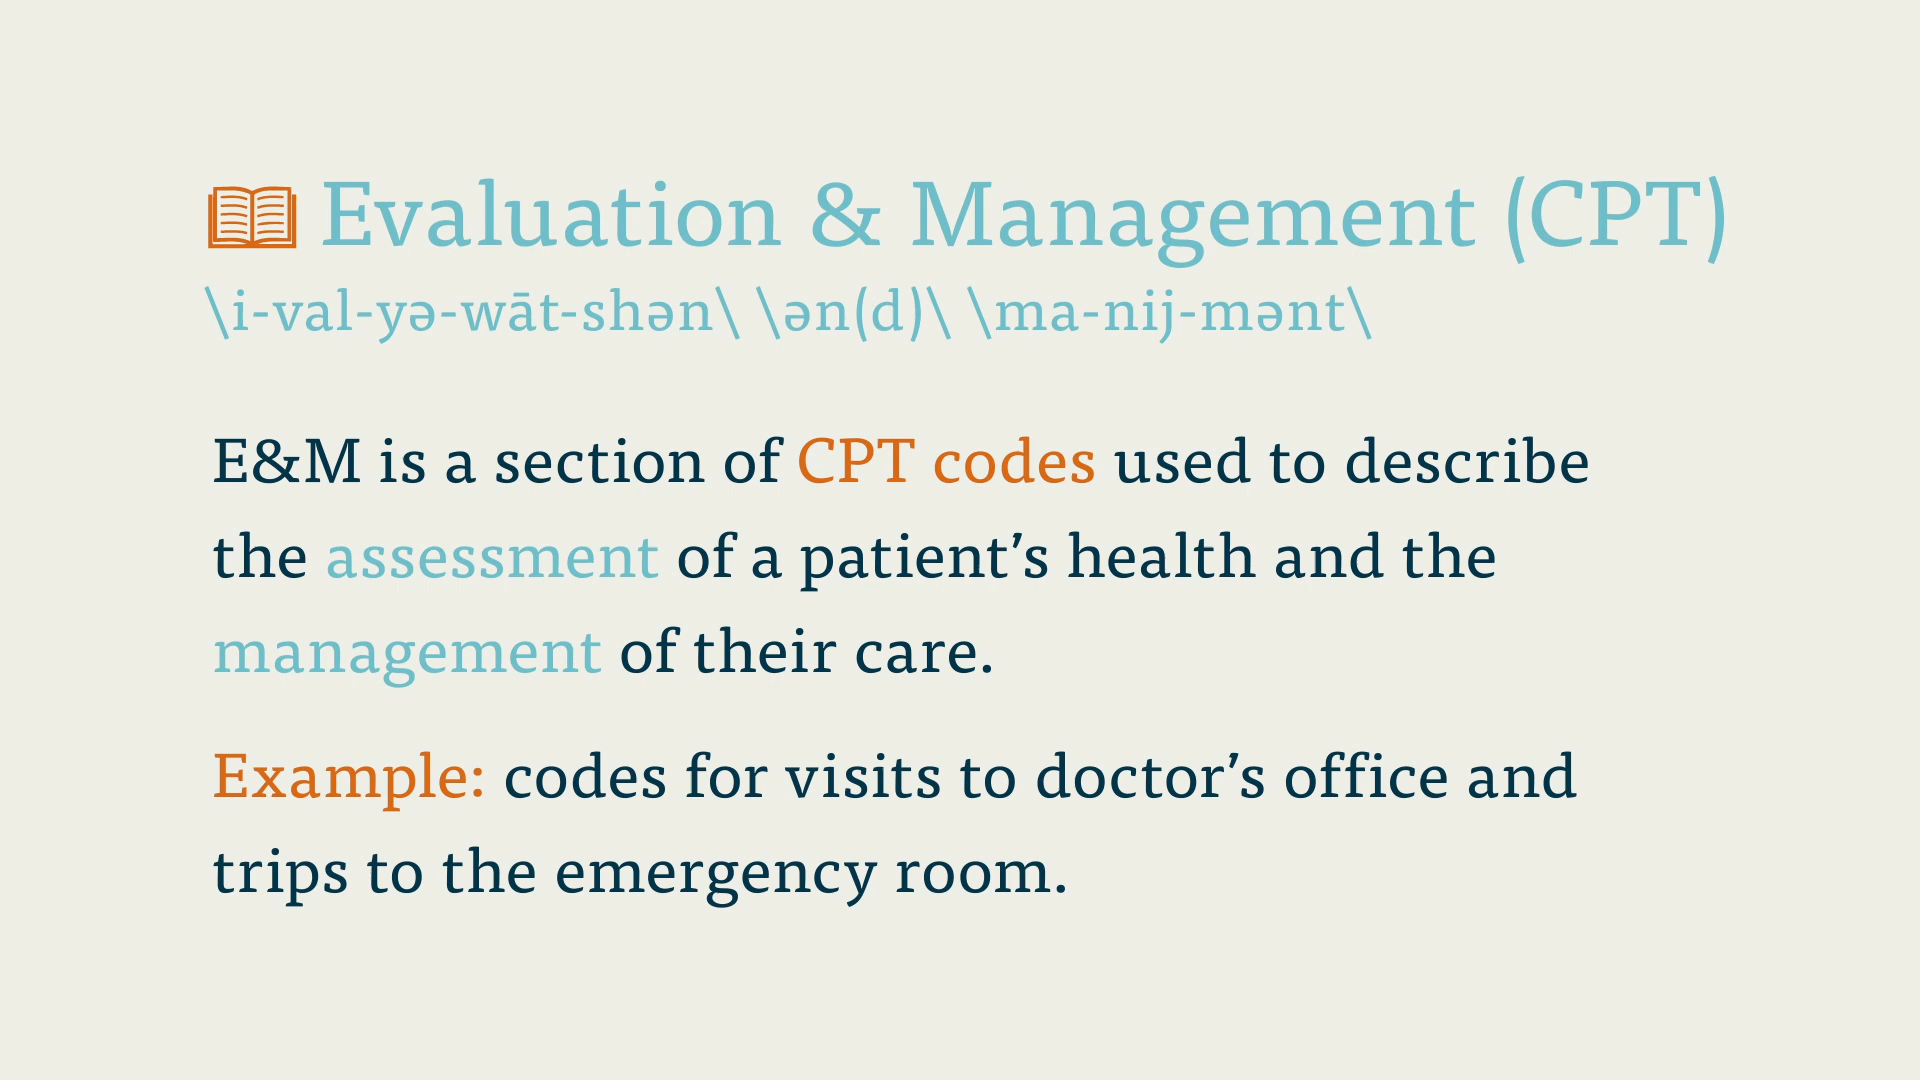 Evaluation & Management (CPT)
\i-val-yə-wāt-shən\ \ən(d)\ \ma-nij-mənt\
E&M is a section of CPT codes used to describe
the assessment of a patient’s health and the
management of their care.
Example: codes for visits to doctor’s office and
trips to the emergency room.